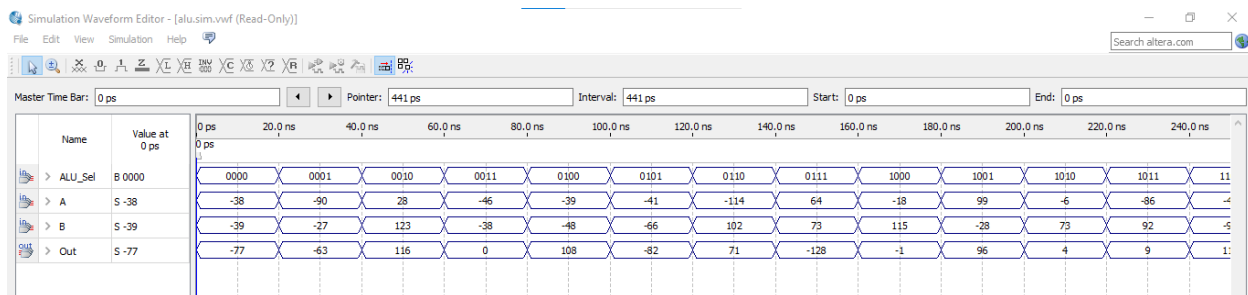 Simulation Waveform Editor - [alu.sim.vwf (Read-Only)]
File Edit View Simulation Help Search altera.com
Master Time Bar: 0 ps Pointer: 441 ps Interval: 441 ps Start: 0 ps End: 0 ps
Name Value at 0 ps 0 ps 20.0 ns 40.0 ns 60.0 ns 80.0 ns 100.0 ns 120.0 ns 140.0 ns 160.0 ns 180.0 ns 200.0 ns 220.0 ns 240.0 ns
0 ps
ALU_Sel B 0000 0000 0001 0010 0011 0100 0101 0110 0111 1000 1001 1010 1011 11
A S -38 -38 -90 28 -46 -39 -41 -114 64 -18 99 -6 -86
B S -39 -39 -27 123 -38 -48 -66 102 73 115 -28 73 92
Out S -77 -77 -63 116 0 108 -82 71 -128 -1 96 4 9